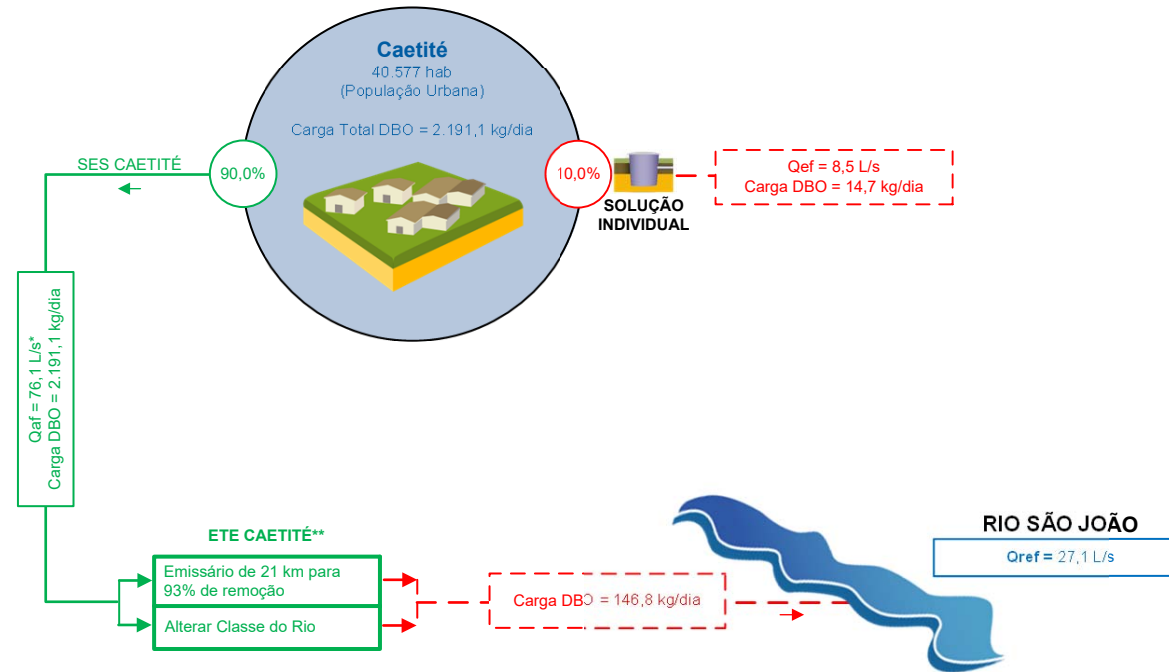 Caetité
40.577 hab
(População Urbana)
Carga Total DBO = 2.191,1 kg/dia
SES CAETITÉ
90,0%
10,0%
SOLUÇÃO
INDIVIDUAL
Qef = 8,5 L/s
Carga DBO = 14,7 kg/dia
Qaf = 76,1 L/s*
Carga DBO = 2.191,1 kg/dia
ETE CAETITÉ**
Emissário de 21 km para
93% de remoção
Alterar Classe do Rio
Carga DBO = 146,8 kg/dia
RIO SÃO JOÃO
Qref = 27,1 L/s